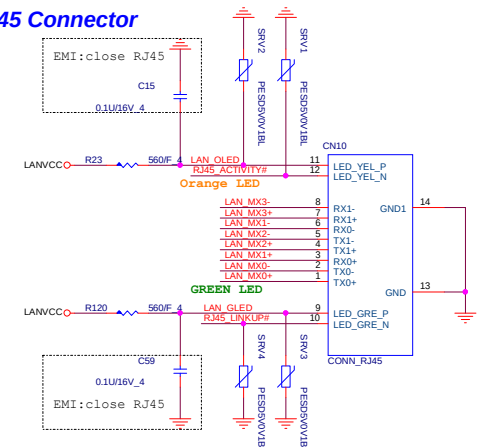 45 Connector
EMI:close RJ45
C15
0.1U/16V_4
SRV2
PESD5V0V1BL
SRV1
PESD5V0V1BL
CN10
LANVCC
R23
560/F_4
LAN_OLED
RJ45_ACTIVITY#
11
12
LED_YEL_P
LED_YEL_N
Orange LED
LAN_MX3- 8 RX1-
LAN_MX3+ 7 RX1+
LAN_MX1- 6 RX0-
LAN_MX2- 5 TX1-
LAN_MX2+ 4 TX1+
LAN_MX1+ 3 RX0+
LAN_MX0- 2 TX0-
LAN_MX0+ 1 TX0+
GND1 14
GND 13
GREEN LED
LANVCC
R120
560/F_4
LAN_GLED
RJ45_LINKUP#
9
10
LED_GRE_P
LED_GRE_N
CONN_RJ45
C59
0.1U/16V_4
EMI:close RJ45
SRV4
PESD5V0V1B
SRV3
PESD5V0V1B